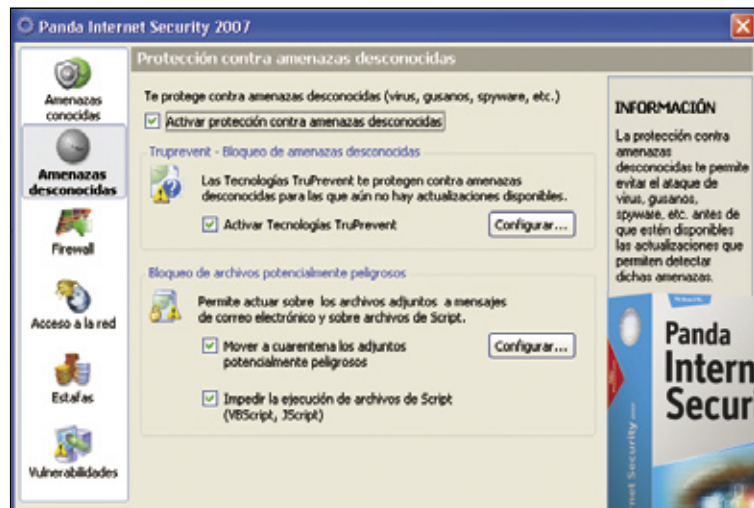 Panda Internet Security 2007
Amenazas
conocidas
Amenazas
desconocidas
Firewall
Acceso a la red
Estafas
Vulnerabilidades
Protección contra amenazas desconocidas
Te protege contra amenazas desconocidas (virus, gusanos, spyware, etc.)
Activar protección contra amenazas desconocidas
Truprevent - Bloqueo de amenazas desconocidas
Las Tecnologías TruPrevent te protegen contra amenazas
desconocidas para las que aún no hay actualizaciones disponibles.
Activar Tecnologías TruPrevent
Configurar...
Bloqueo de archivos potencialmente peligrosos
Permite actuar sobre los archivos adjuntos a mensajes
de correo electrónico y sobre archivos de Script.
Mover a cuarentena los adjuntos
potencialmente peligrosos
Configurar...
Impedir la ejecución de archivos de Script
(VBScript, JScript)
INFORMACIÓN
La protección contra
amenazas
desconocidas te permite
evitar el ataque de
virus, gusanos,
spyware, etc. antes de
que estén disponibles
las actualizaciones que
permiten detectar
dichas amenazas.
Panda
Intern
Secur
net Security